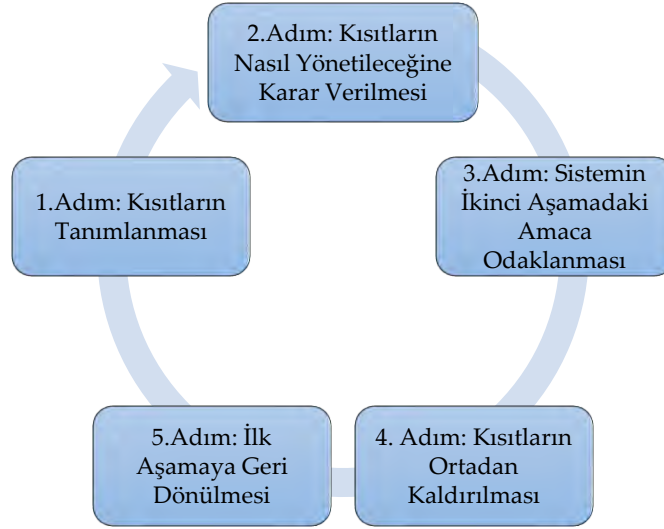 1.Adım: Kısıtların
Tanımlanması
2.Adım: Kısıtların
Nasıl Yönetileceğine
Karar Verilmesi
3.Adım: Sistemin
İkinci Aşamadaki
Amaca
Odaklanması
4. Adım: Kısıtların
Ortadan
Kaldırılması
5.Adım: İlk
Aşamaya Geri
Dönülmesi